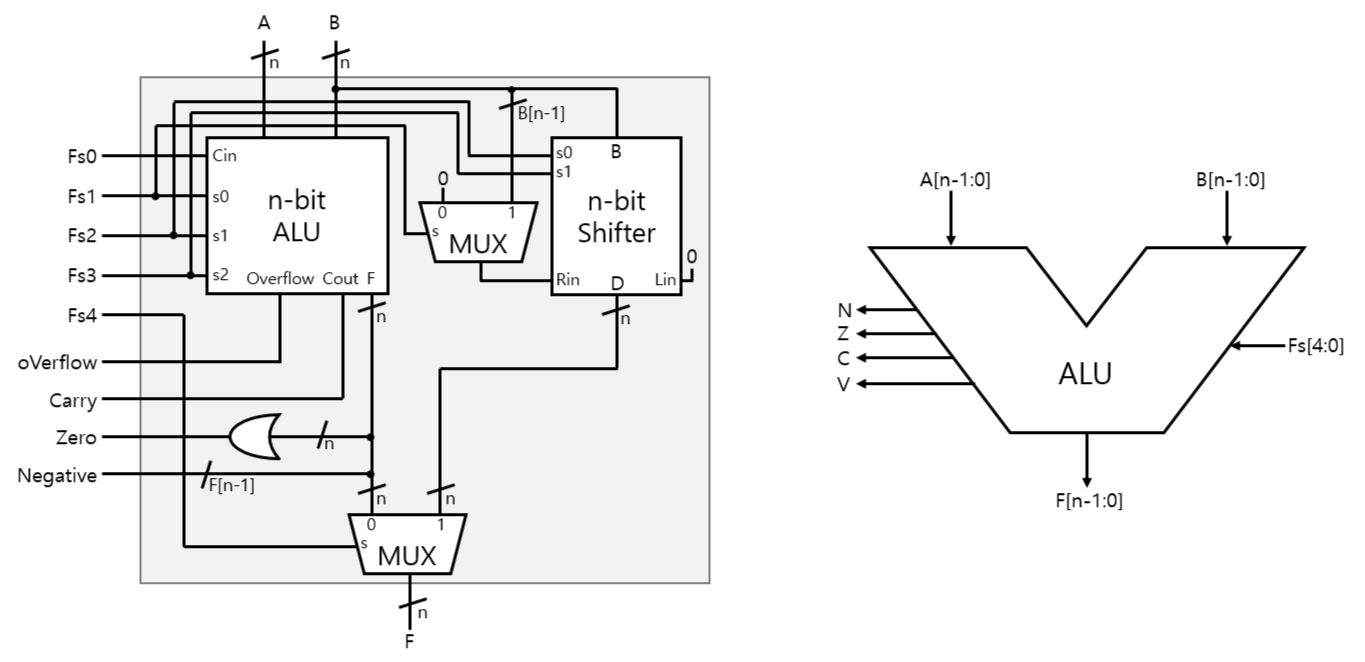 A B
n n
B[n-1]
Fs0 Cin s0 B
Fs1 s0 s1
n-bit
ALU
n-bit
Shifter
0
0 1
s MUX
Fs2 s1
Fs3 s2 Overflow Cout F
Rin D Lin 0
Fs4 n n
oVerflow
Carry
Zero n
Negative F[n-1]
n n
0 1
s MUX
n
F
A[n-1:0] B[n-1:0]
N
Z
C
V
Fs[4:0]
ALU
F[n-1:0]